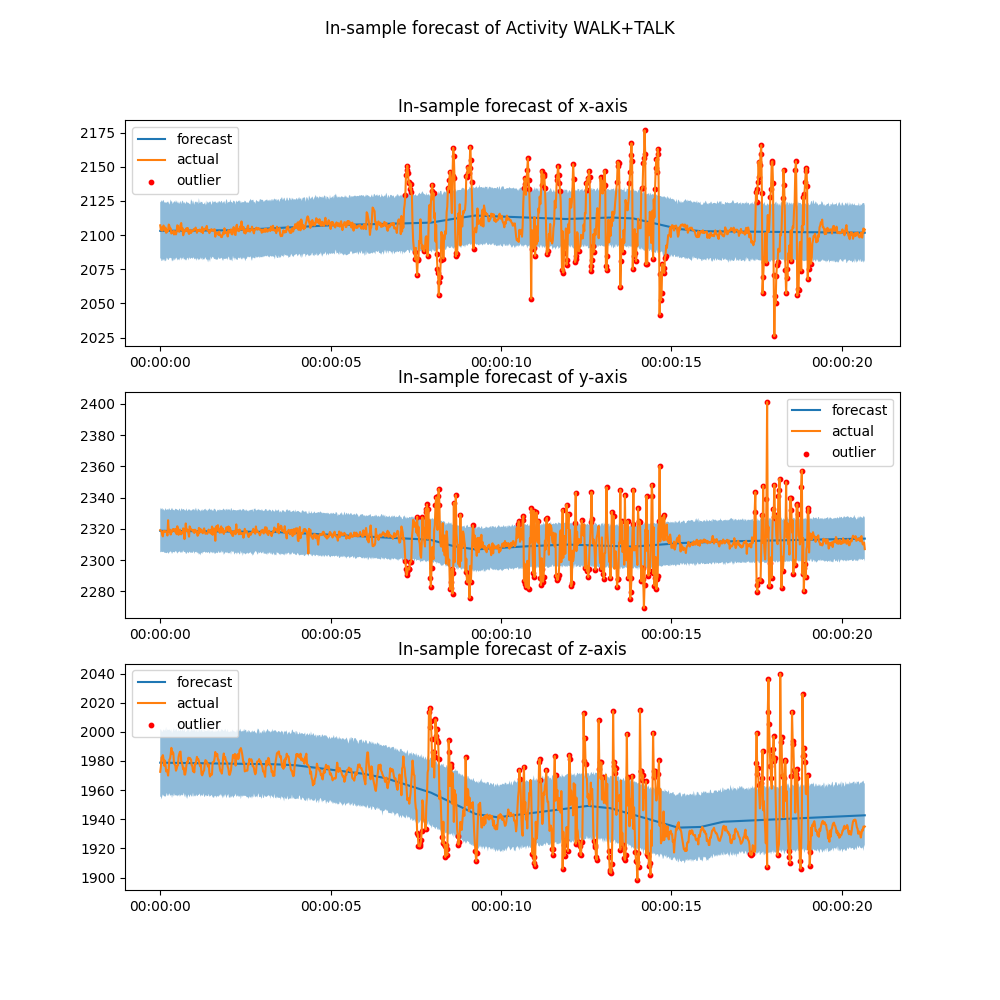 In-sample forecast of Activity WALK+TALK
In-sample forecast of x-axis
forecast
actual
outlier
2175
2150
2125
2100
2075
2050
2025
00:00:00 00:00:05 00:00:10 00:00:15 00:00:20
In-sample forecast of y-axis
forecast
actual
outlier
2400
2380
2360
2340
2320
2300
2280
00:00:00 00:00:05 00:00:10 00:00:15 00:00:20
In-sample forecast of z-axis
forecast
actual
outlier
2040
2020
2000
1980
1960
1940
1920
1900
00:00:00 00:00:05 00:00:10 00:00:15 00:00:20